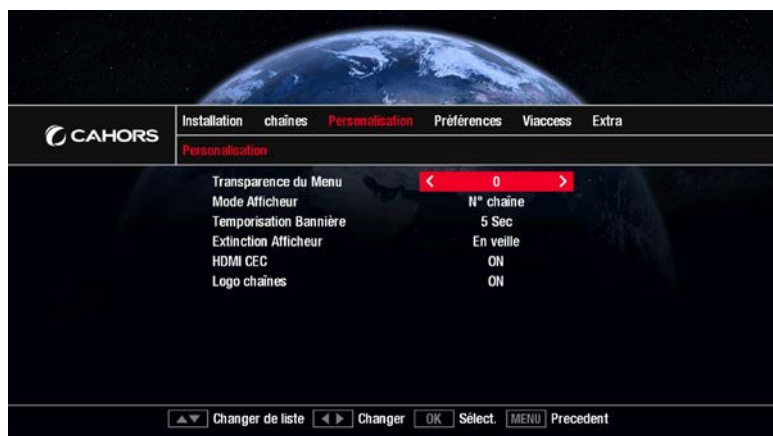 CAHORS
Installation chaînes Personalisation Préférences Viaccess Extra
Personalisation
Transparence du Menu 0
Mode Afficheur N° chaîne
Temporisation Bannière 5 Sec
Extinction Afficheur En veille
HDMI CEC ON
Logo chaînes ON
Changer de liste Changer OK Sélect. MENU Precedent